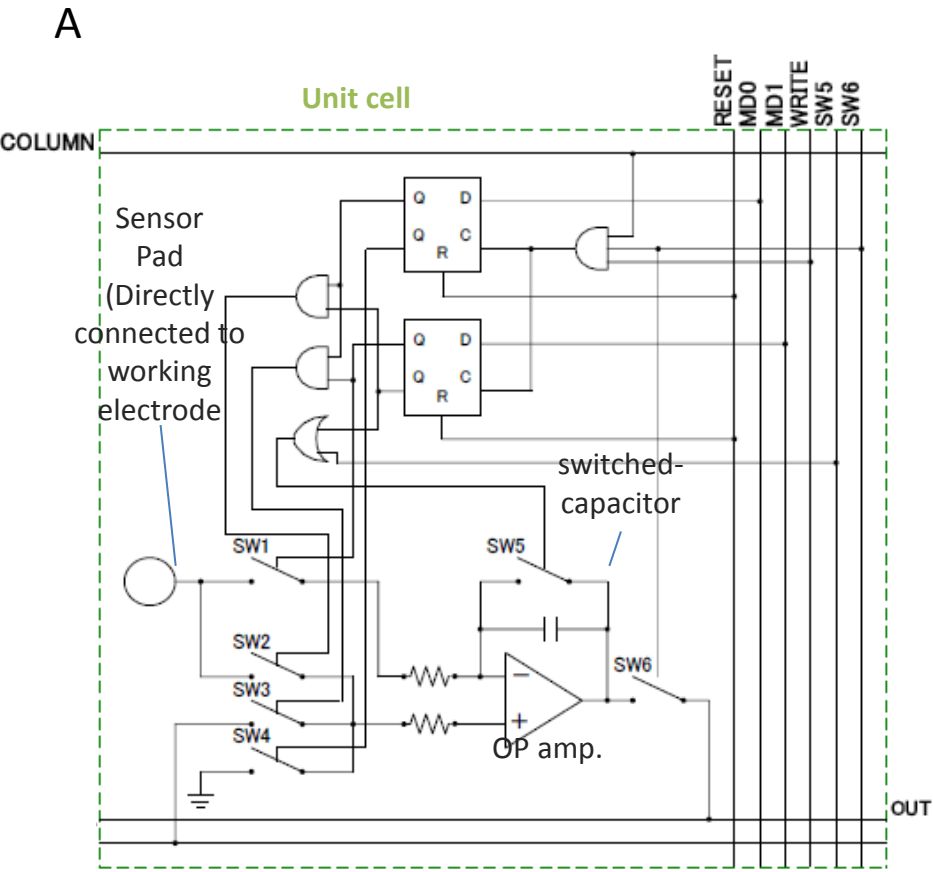 A
Unit cell
RESET
MD0
MD1
WRITE
SW5
SW6
COLUMN
Sensor
Pad
(Directly
connected to
working
electrode
Q D
Q C
R
Q D
Q C
R
switched-
capacitor
SW1
SW5
SW2
SW3
SW4
SW6
−
+
OP amp.
OUT